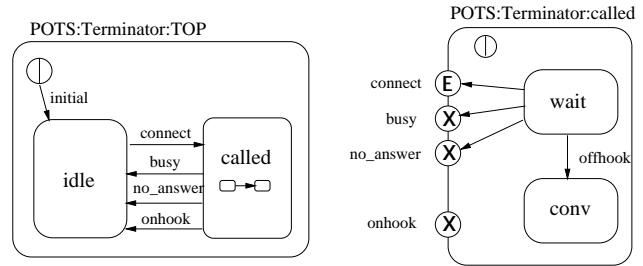 POTS:Terminator:TOP
initial
idle
connect
busy
no_answer
onhook
called
POTS:Terminator:called
connect
E
busy
X
no_answer
X
onhook
X
wait
offhook
conv